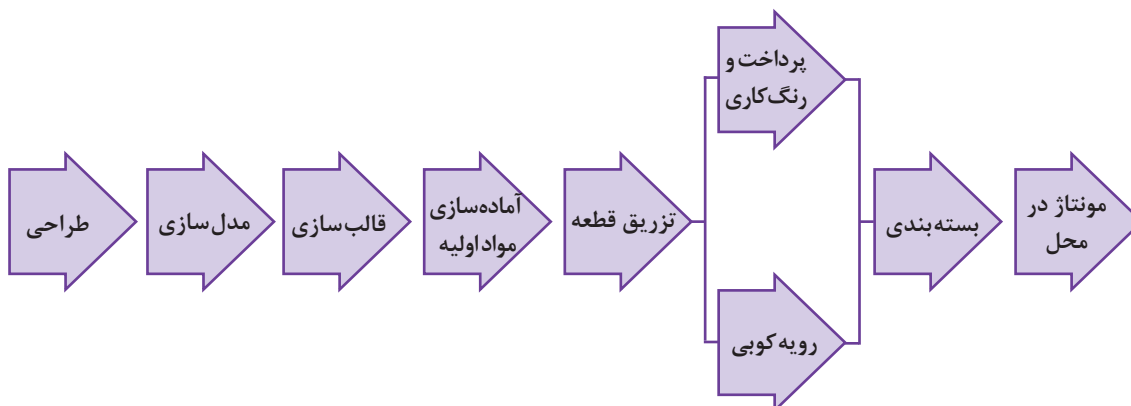 طراحی
مدل‌سازی
قالب‌سازی
آماده‌سازی
مواد اولیه
تزریق قطعه
پرداخت و
رنگ‌کاری
رویه‌کوبی
بسته‌بندی
مونتاژ در
محل